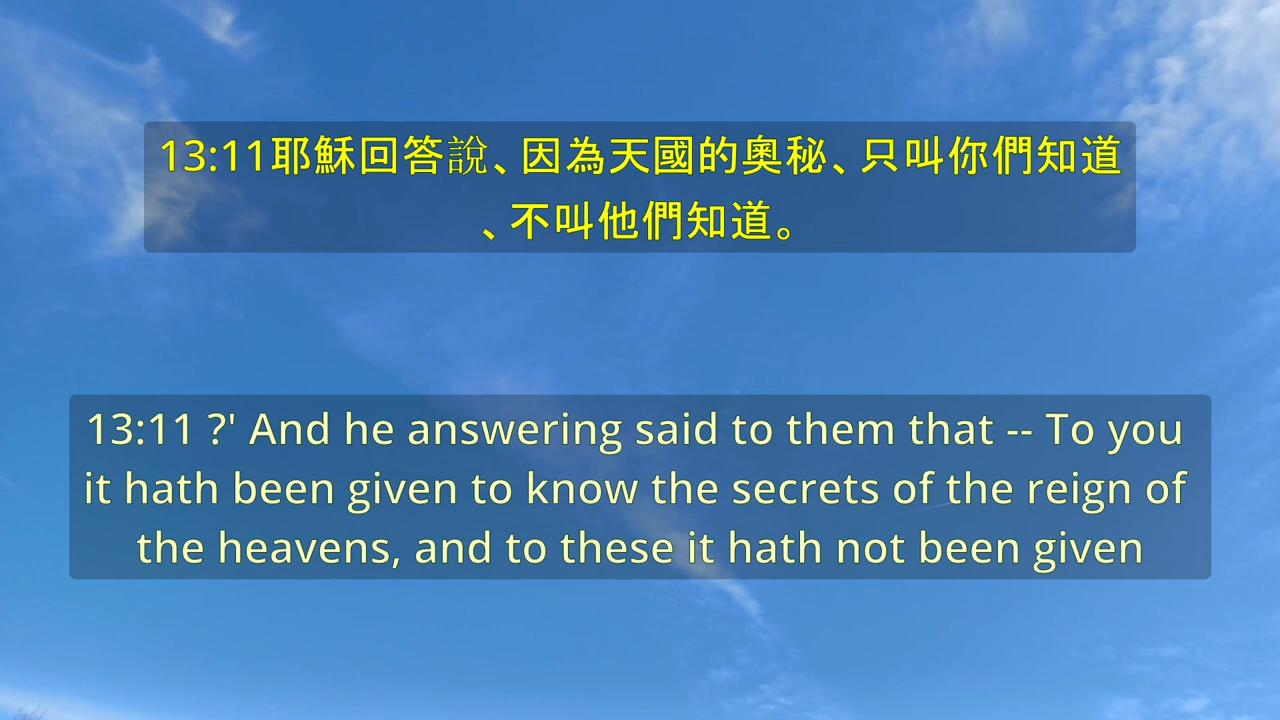 13:11耶穌回答說、因為天國的奧秘、只叫你們知道
、不叫他們知道。
13:11 ?' And he answering said to them that -- To you
it hath been given to know the secrets of the reign of
the heavens, and to these it hath not been given